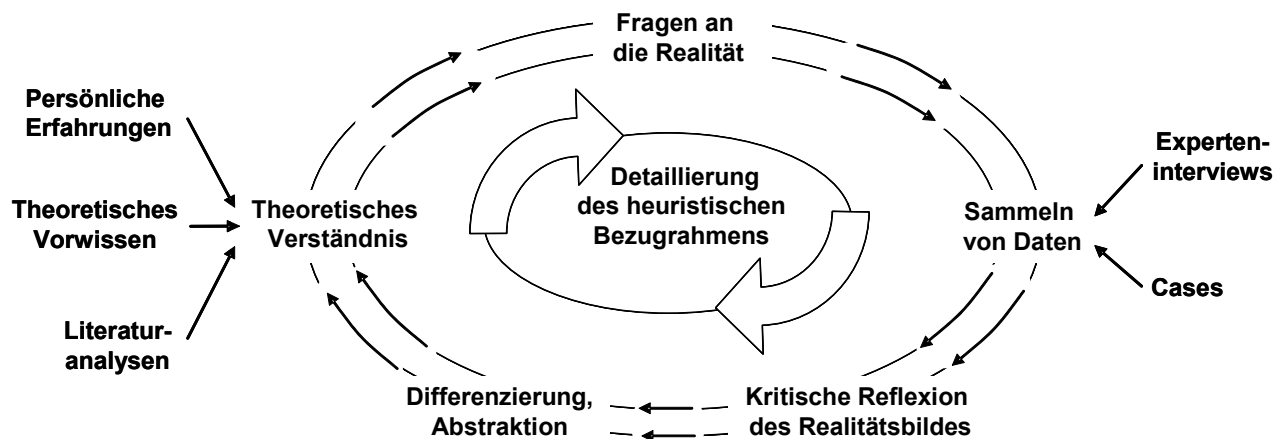 Fragen an
die Realität
Persönliche
Erfahrungen
Theoretisches
Vorwissen
Literatur-
analysen
Theoretisches
Verständnis
Detaillierung
des heuristischen
Bezugrahmens
Sammeln
von Daten
Experten-
interviews
Cases
Differenzierung,
Abstraktion
Kritische Reflexion
des Realitätsbildes